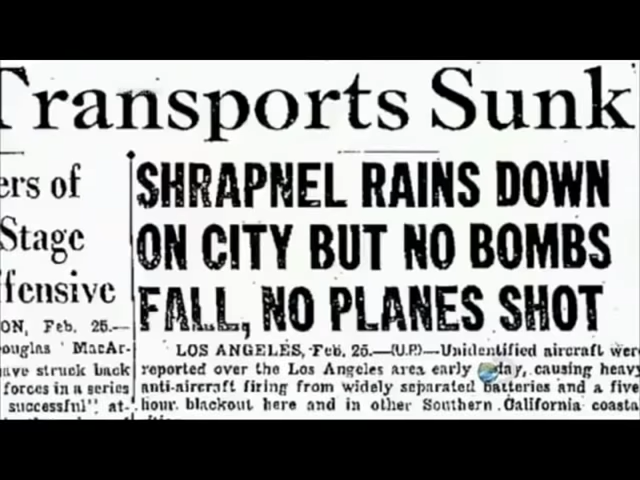 Transports Sunk
ers of
Stage
ffensive
ON, Feb. 25.—
ouglas MacAr-
ave struck back
forces in a series
successful" at-
SHRAPNEL RAINS DOWN
ON CITY BUT NO BOMBS
FALL, NO PLANES SHOT
LOS ANGELES, Feb. 25.—(U.P.)—Unidentified aircraft wer
reported over the Los Angeles area early day, causing heavy
anti-aircraft firing from widely separated batteries and a five
hour blackout here and in other Southern California coasta